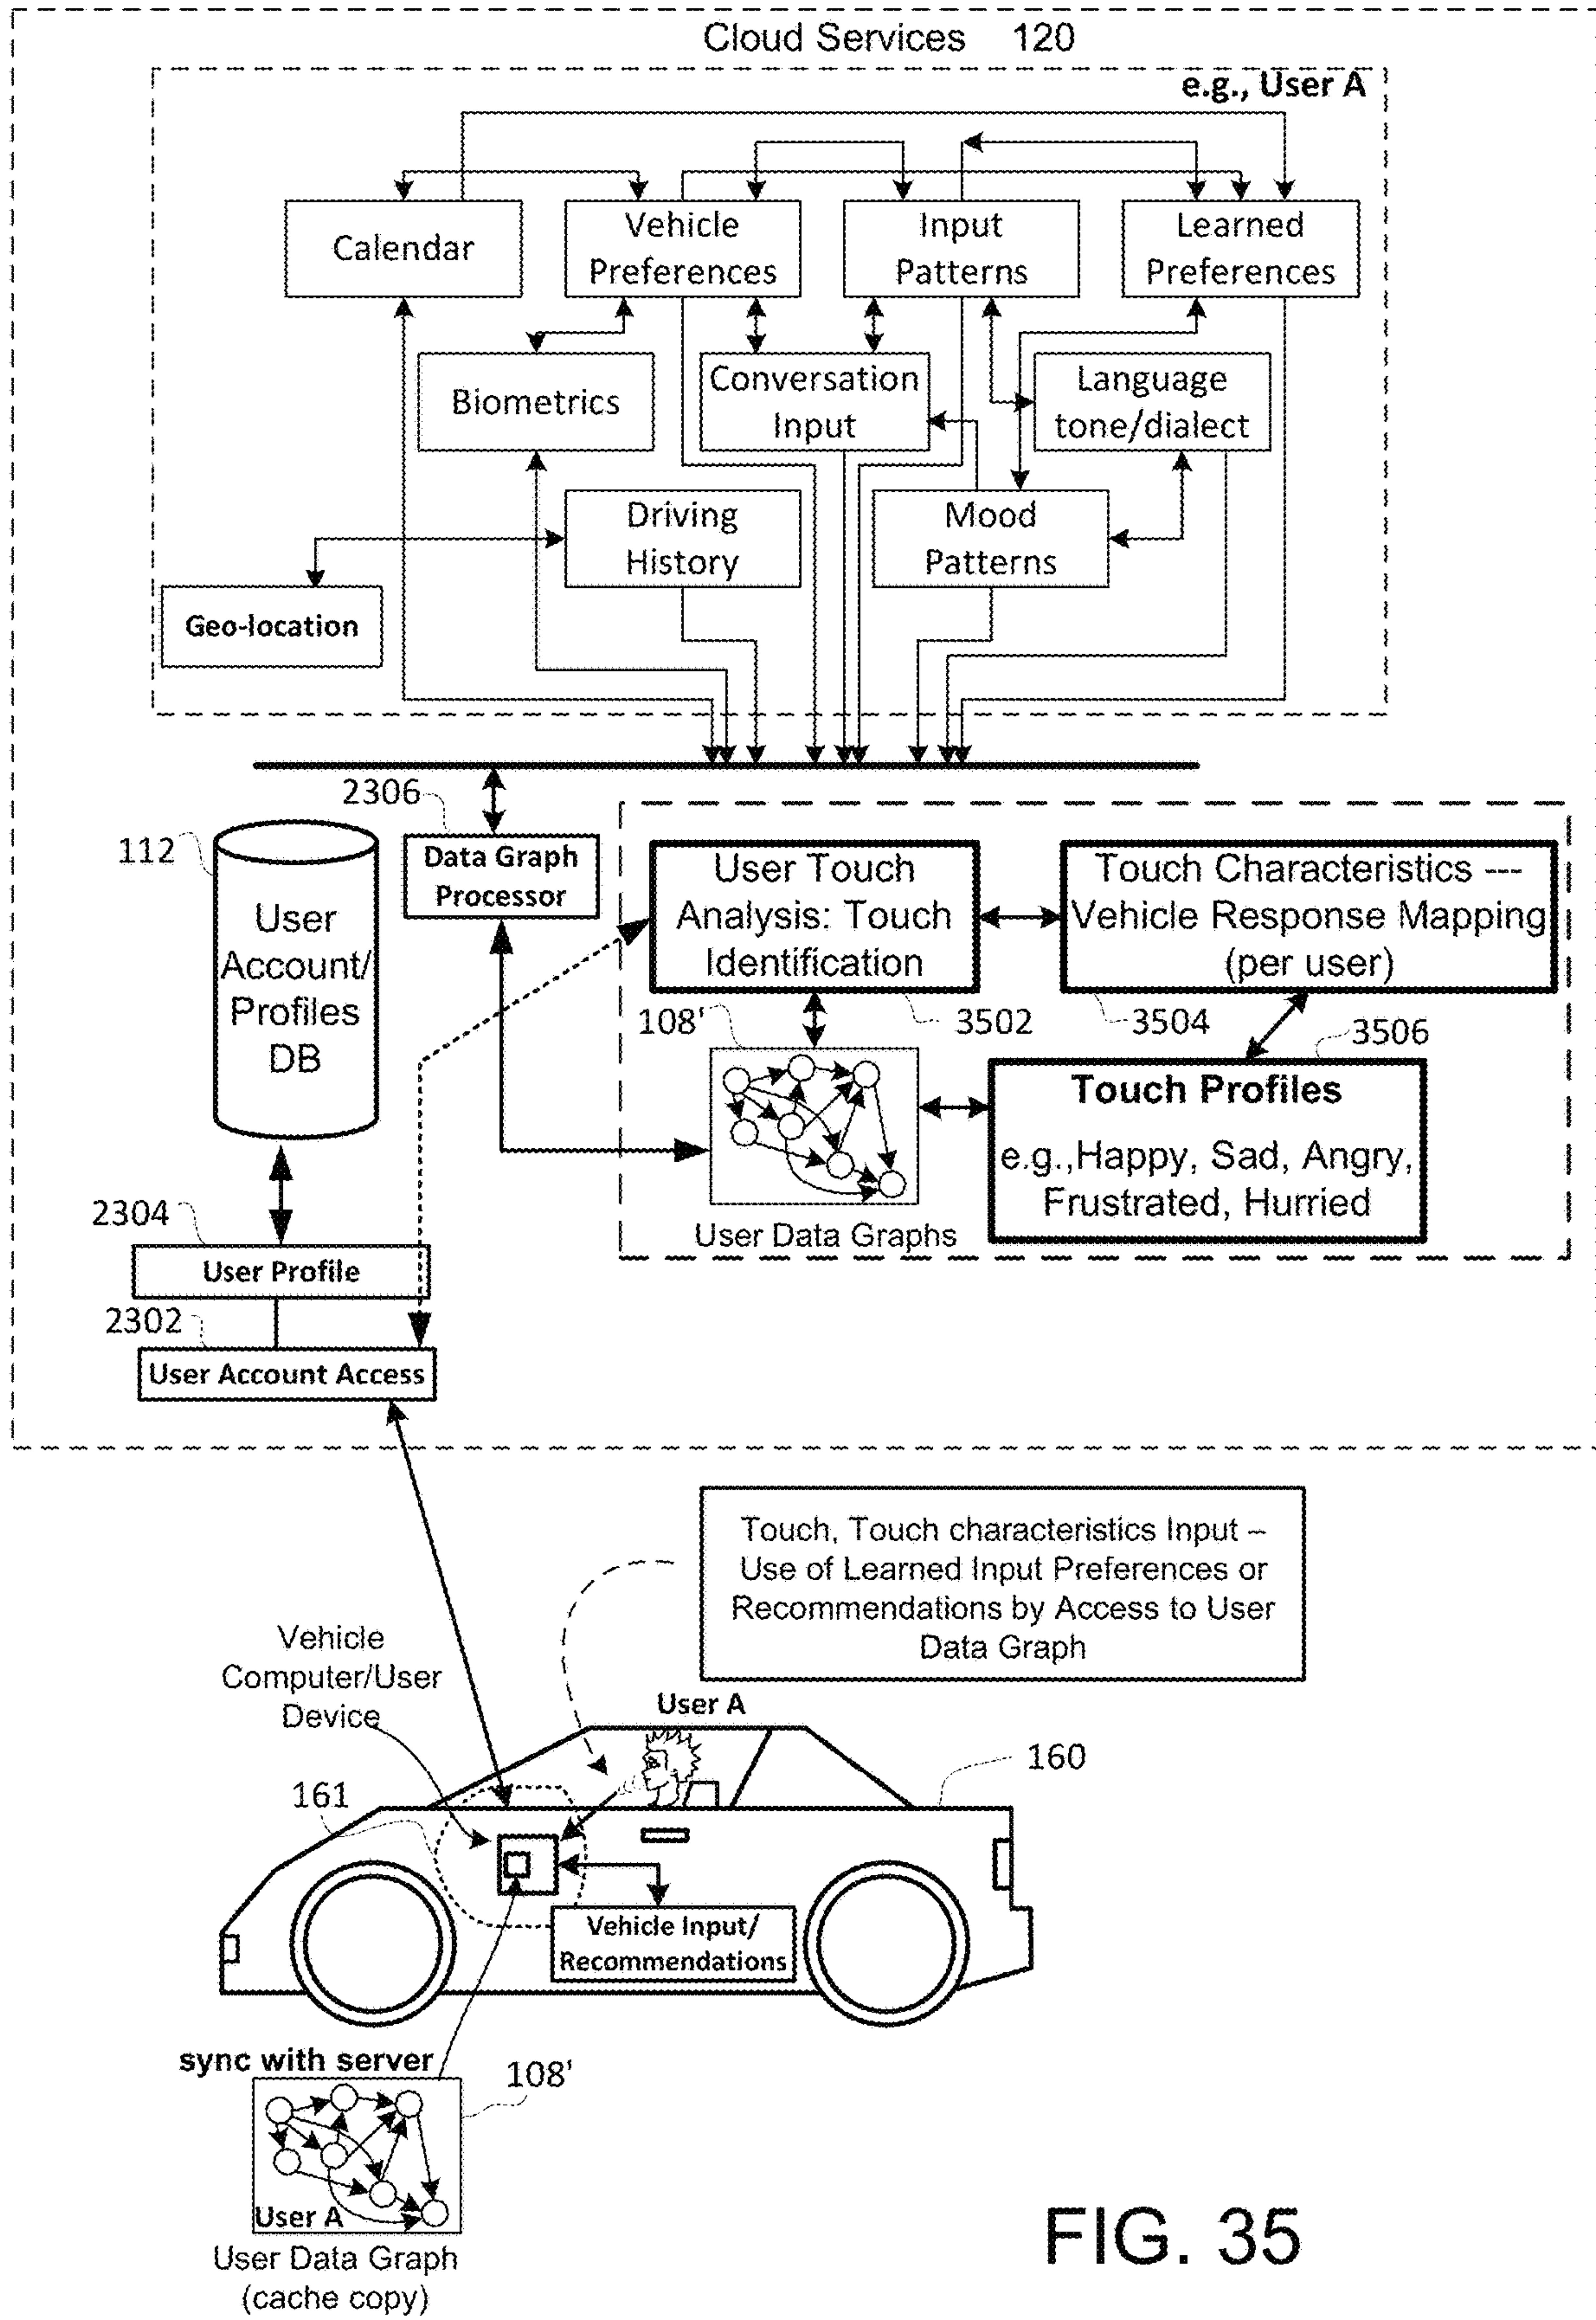 Cloud Services 120
e.g., User A
Calendar
Vehicle
Preferences
Input
Patterns
Learned
Preferences
Biometrics
Conversation
Input
Language
tone/dialect
Driving
History
Mood
Patterns
Geo-location
2306
112
User
Account/
Profiles
DB
Data Graph
Processor
User Touch
Analysis: Touch
Identification
Touch Characteristics ---
Vehicle Response Mapping
(per user)
108'
3502
3504
3506
Touch Profiles
e.g.,Happy, Sad, Angry,
Frustrated, Hurried
User Data Graphs
2304
User Profile
2302
User Account Access
Touch, Touch characteristics Input –
Use of Learned Input Preferences or
Recommendations by Access to User
Data Graph
Vehicle
Computer/User
Device
User A
160
161
Vehicle Input/
Recommendations
sync with server
108'
User A
User Data Graph
(cache copy)
FIG. 35